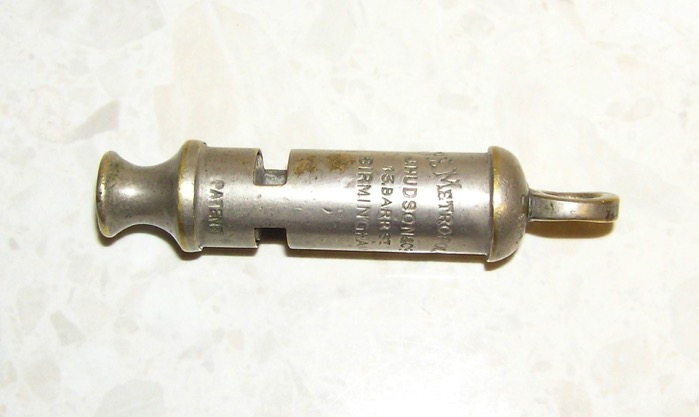 METRO
HUDSON &CO
13. BARR ST
BIRMINGHA
PATENT